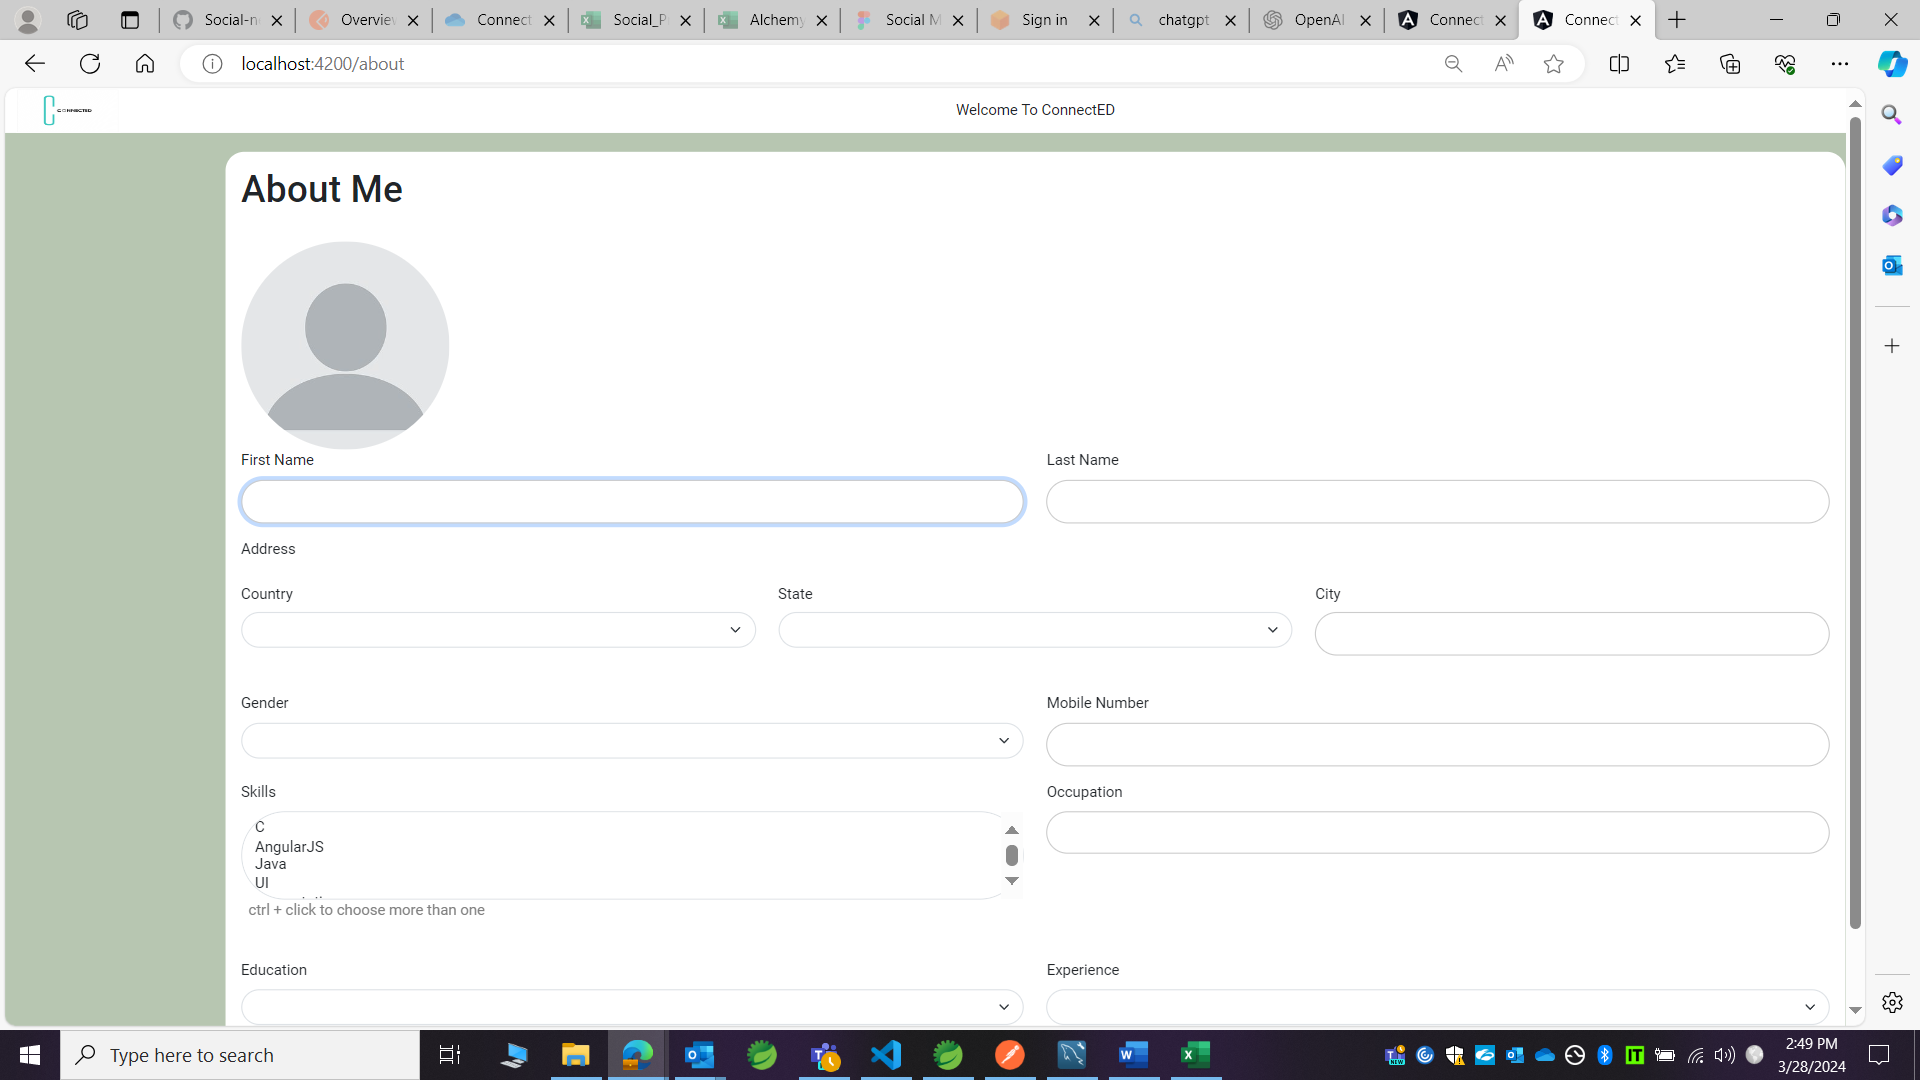 Social-ne
Overview
Connect
Social_P
Alchemy
Social M
Sign in
chatgpt
OpenAI
Connect
Connect
localhost:4200/about
CONNECTED
Welcome To ConnectED
About Me
First Name
Last Name
Address
Country
State
City
Gender
Mobile Number
Skills
Occupation
C
AngularJS
Java
UI
ctrl + click to choose more than one
Education
Experience
Type here to search
2:49 PM
3/28/2024